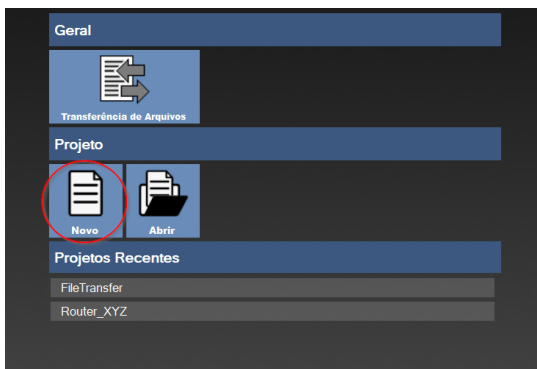 Geral
Transferência de Arquivos
Projeto
Novo Abrir
Projetos Recentes
FileTransfer
Router_XYZ